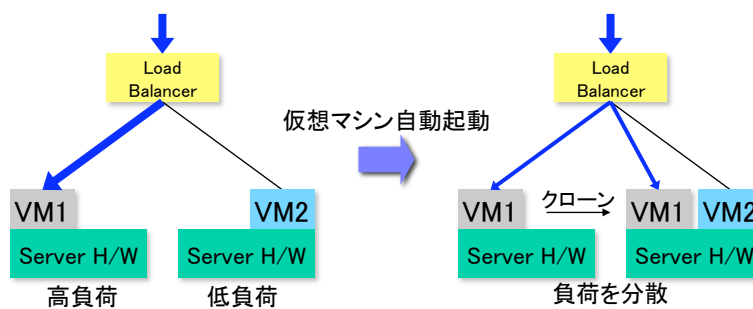 Load
Balancer
VM1
VM2
Server H/W
Server H/W
高負荷
低負荷
仮想マシン自動起動
Load
Balancer
VM1
クローン
VM1
VM2
Server H/W
Server H/W
負荷を分散